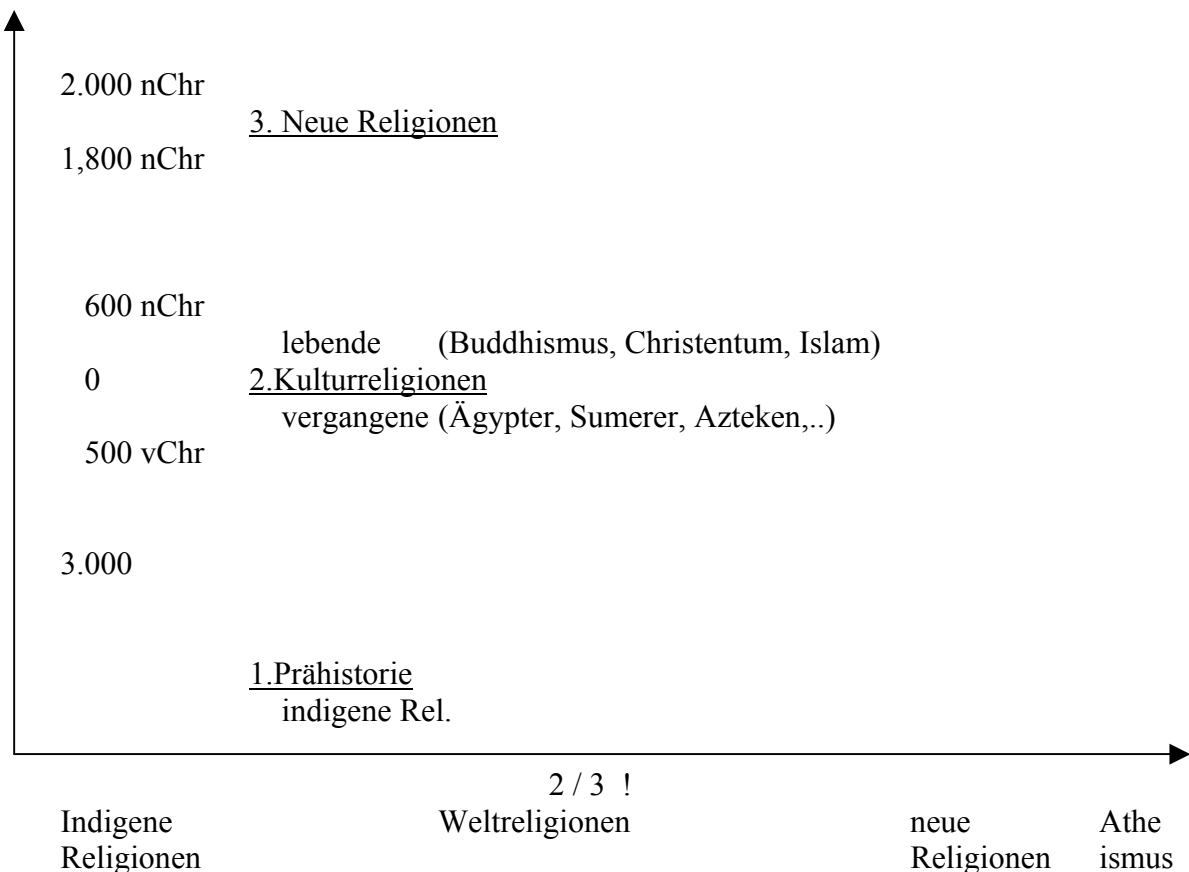 2.000 nChr
3. Neue Religionen
1,800 nChr
600 nChr
lebende (Buddhismus, Christentum, Islam)
0 2.Kulturreligionen
vergangene (Ägypter, Sumerer, Azteken,..)
500 vChr
3.000
1.Prähistorie
indigene Rel.
2 / 3 !
Indigene Weltreligionen neue Athe
Religionen Religionen ismus